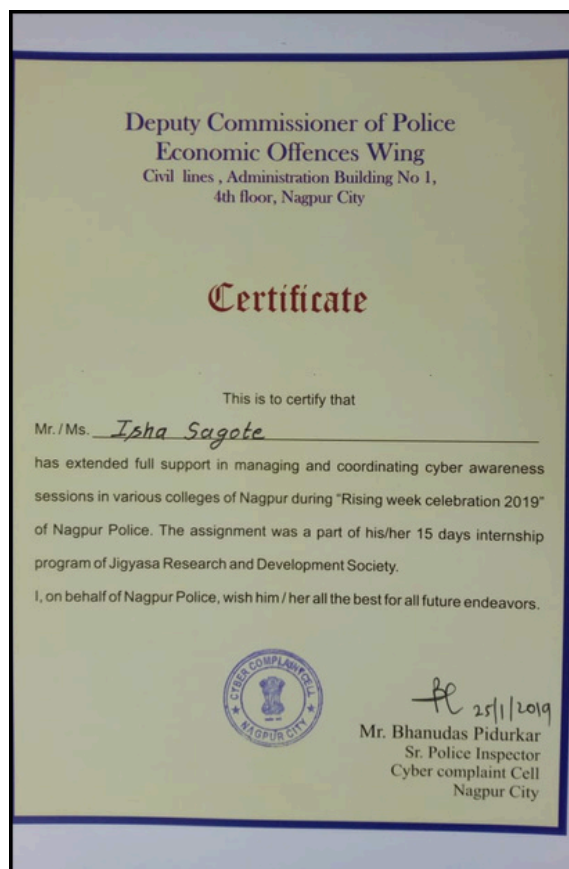 Deputy Commissioner of Police
Economic Offences Wing
Civil lines , Administration Building No 1,
4th floor, Nagpur City
Certificate
This is to certify that
Mr. / Ms. Isha Sagote
has extended full support in managing and coordinating cyber awareness
sessions in various colleges of Nagpur during "Rising week celebration 2019"
of Nagpur Police. The assignment was a part of his/her 15 days internship
program of Jigyasa Research and Development Society.
I, on behalf of Nagpur Police, wish him / her all the best for all future endeavors.
CYBER COMPLAINT CELL
NAGPUR CITY
25/1/2019
Mr. Bhanudas Pidurkar
Sr. Police Inspector
Cyber complaint Cell
Nagpur City